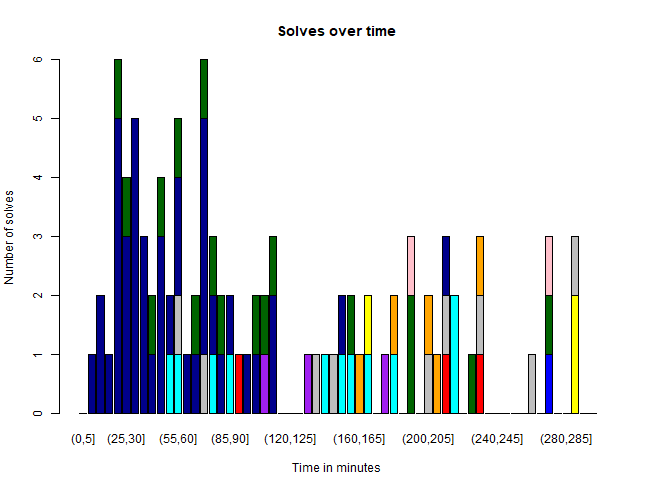 Solves over time
Number of solves
6
5
4
3
2
1
0
(0,5] (25,30] (55,60] (85,90] (120,125] (160,165] (200,205] (240,245] (280,285]
Time in minutes